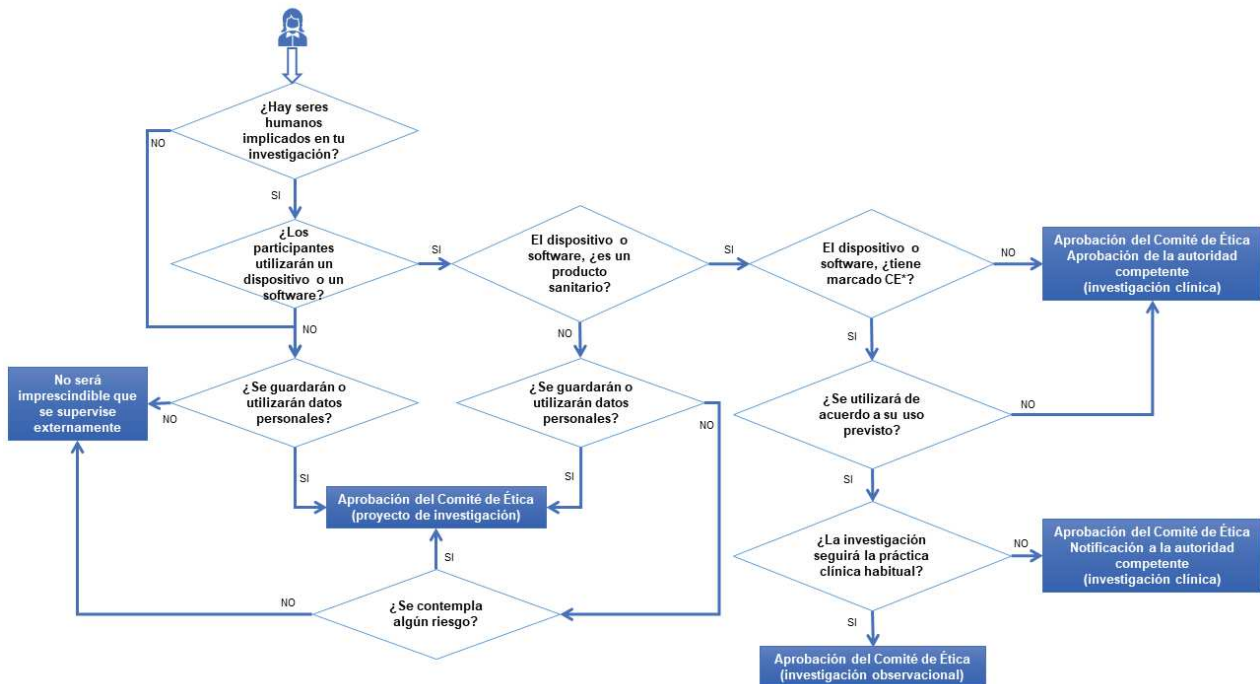 ¿Hay seres
humanos
implicados en tu
investigación?
NO
SI
¿Los
participantes
utilizarán un
dispositivo o un
software?
SI
El dispositivo o
software, ¿es un
producto
sanitario?
SI
El dispositivo o
software, ¿tiene
marcado CE*?
NO
Aprobación del Comité de Ética
Aprobación de la autoridad
competente
(investigación clínica)
NO
NO
SI
No será
imprescindible que
se supervise
externamente
NO
¿Se guardarán o
utilizarán datos
personales?
¿Se guardarán o
utilizarán datos
personales?
NO
¿Se utilizará de
acuerdo a su uso
previsto?
NO
SI
SI
SI
Aprobación del Comité de Ética
(proyecto de investigación)
SI
¿La investigación
seguirá la práctica
clínica habitual?
NO
Aprobación del Comité de Ética
Notificación a la autoridad
competente
(investigación clínica)
NO
¿Se contempla
algún riesgo?
SI
Aprobación del Comité de Ética
(investigación observacional)